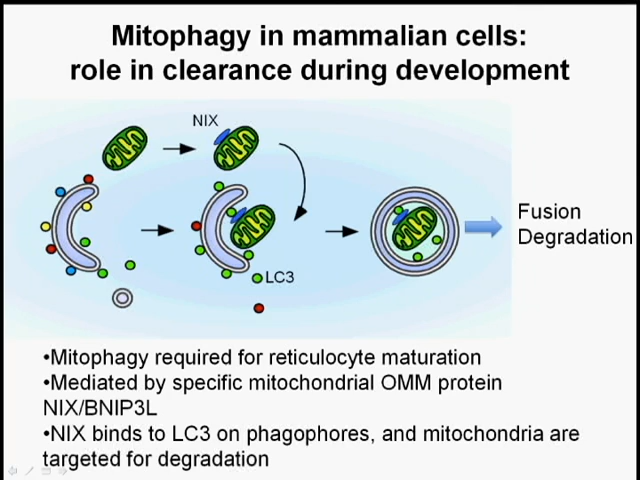 Mitophagy in mammalian cells:
role in clearance during development
NIX
LC3
Fusion
Degradation
•Mitophagy required for reticulocyte maturation
•Mediated by specific mitochondrial OMM protein
NIX/BNIP3L
•NIX binds to LC3 on phagophores, and mitochondria are
targeted for degradation